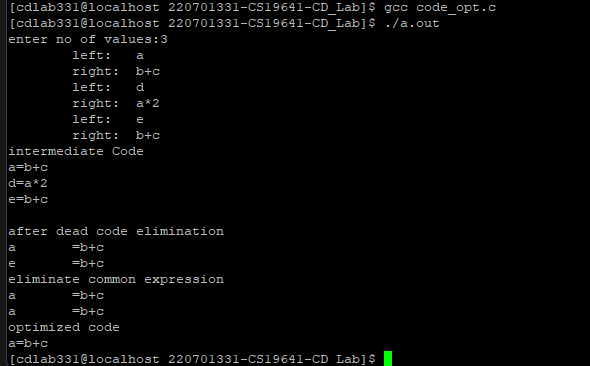 [cdlab331@localhost 220701331-CS19641-CD_Lab]$ gcc code_opt.c
[cdlab331@localhost 220701331-CS19641-CD_Lab]$ ./a.out
enter no of values:3
left: a
right: b+c
left: d
right: a*2
left: e
right: b+c
intermediate Code
a=b+c
d=a*2
e=b+c
after dead code elimination
a =b+c
e =b+c
eliminate common expression
a =b+c
a =b+c
optimized code
a=b+c
[cdlab331@localhost 220701331-CS19641-CD Lab]$